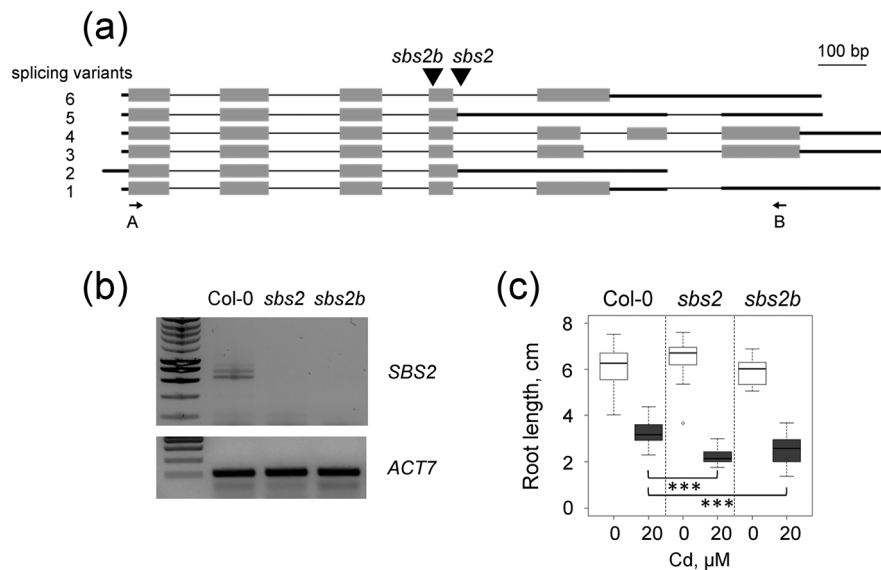 (a)
sbs2b sbs2
100 bp
splicing variants
6
5
4
3
2
1
A
B
(b)
Col-0 sbs2 sbs2b
SBS2
ACT7
(c)
Col-0 sbs2 sbs2b
Root length, cm
8
6
4
2
0
***
***
0 20 0 20 0 20
Cd, µM